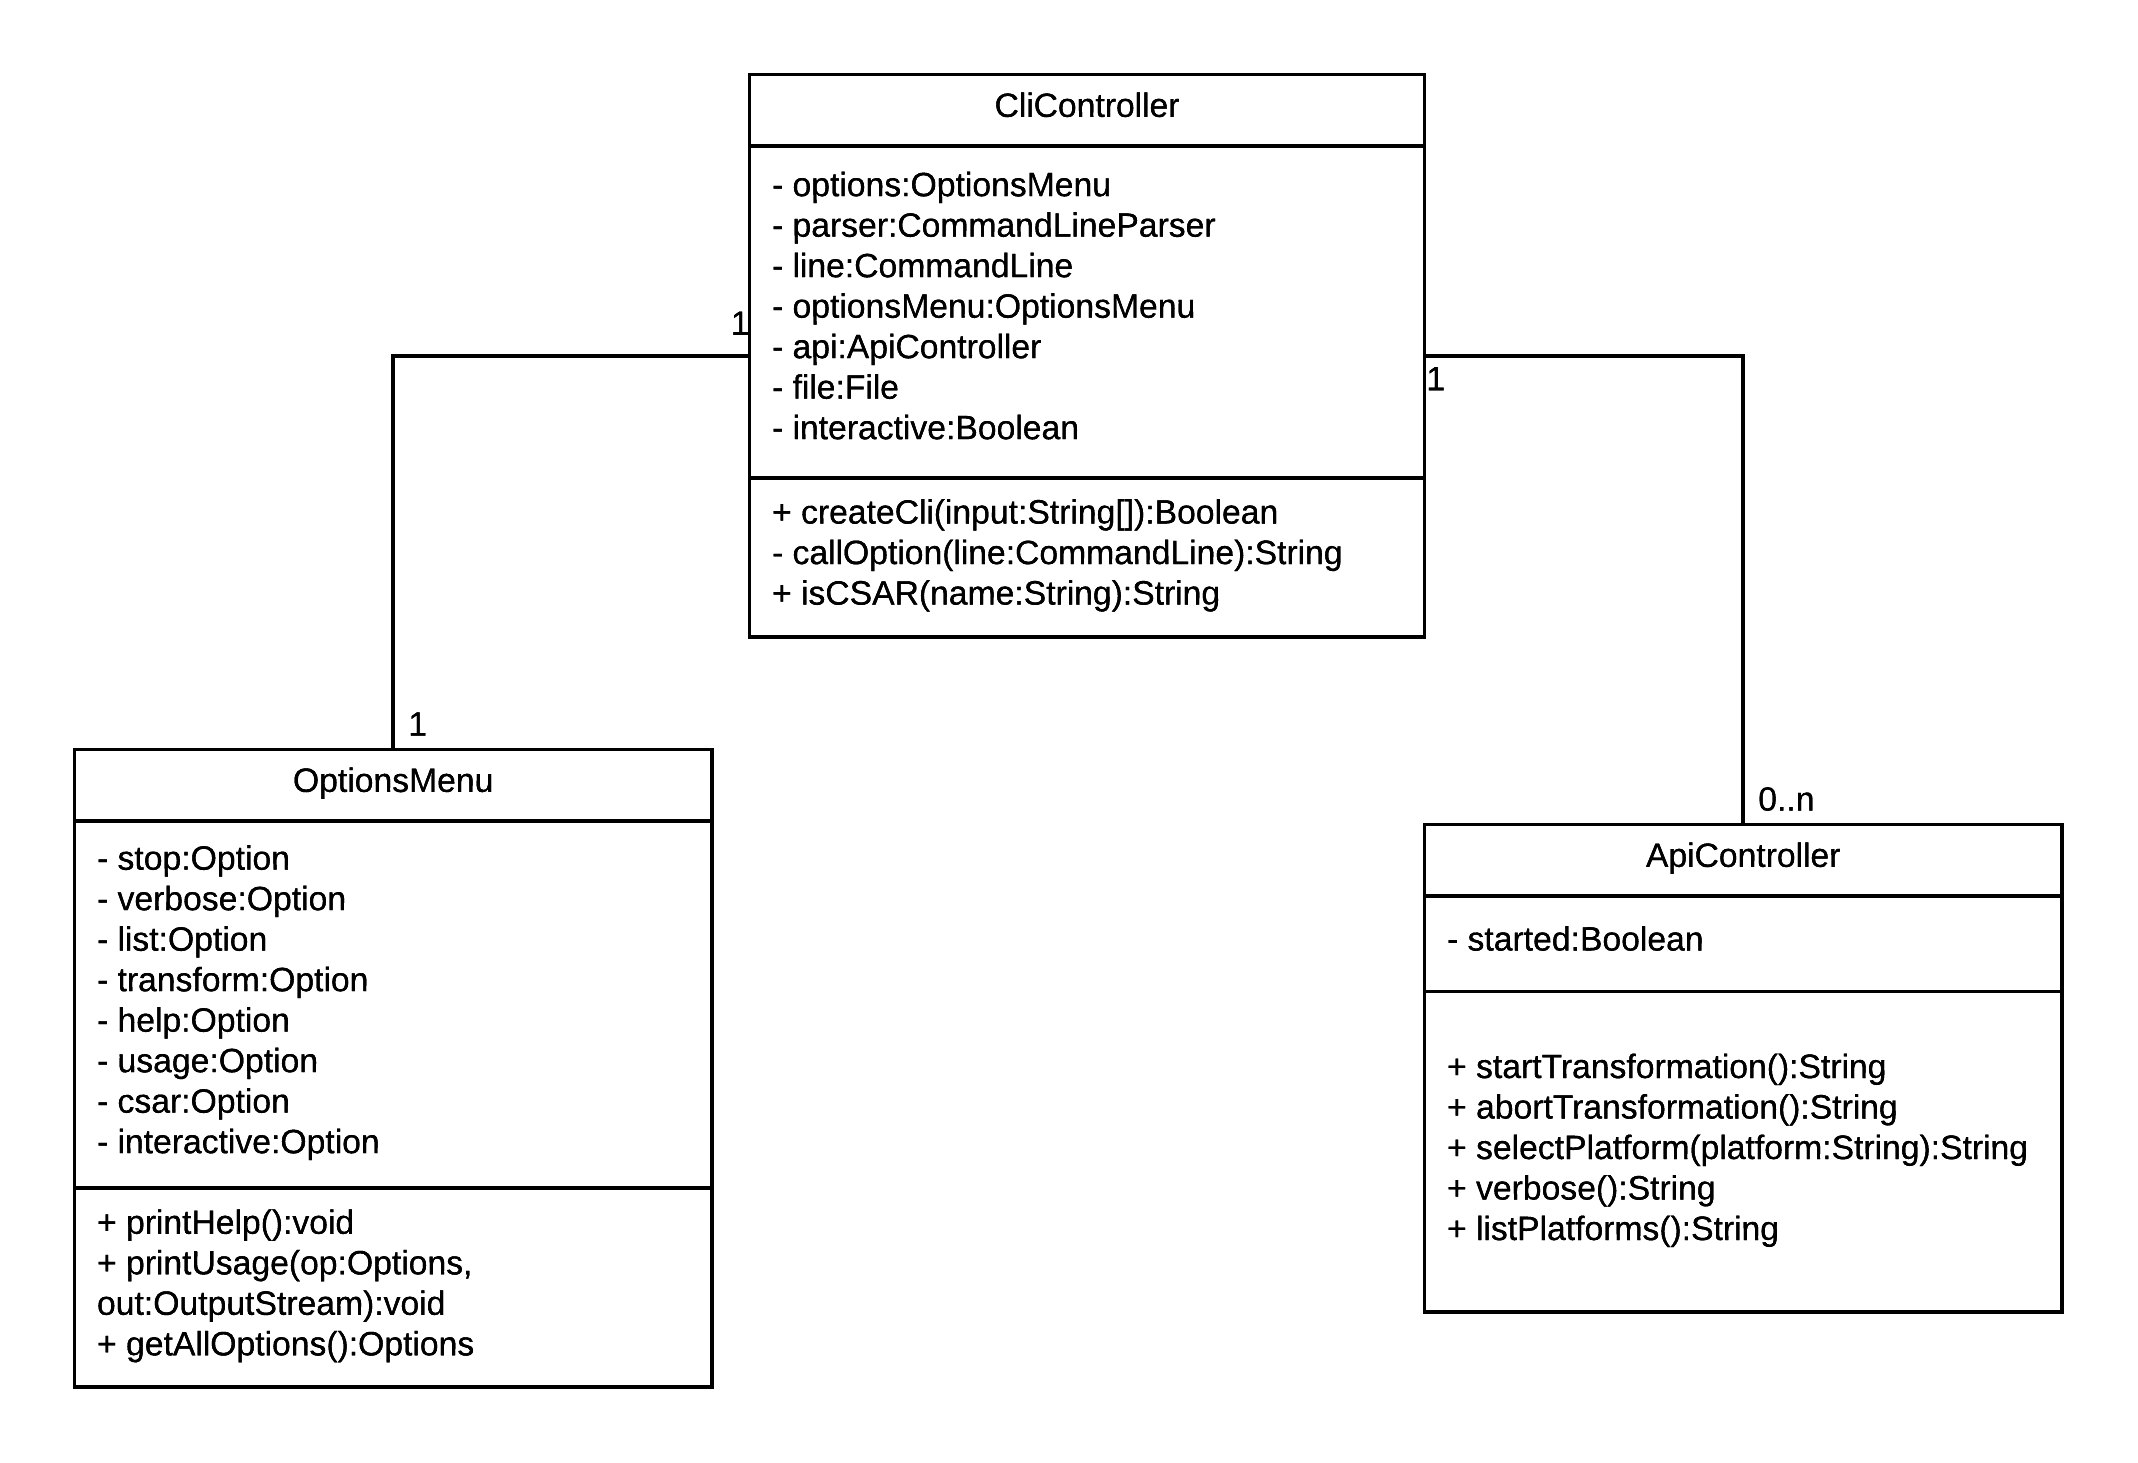 CliController
- options:OptionsMenu
- parser:CommandLineParser
- line:CommandLine
- optionsMenu:OptionsMenu
- api:ApiController
- file:File
- interactive:Boolean
+ createCli(input:String[]):Boolean
- callOption(line:CommandLine):String
+ isCSAR(name:String):String
1
1
1
0..n
OptionsMenu
- stop:Option
- verbose:Option
- list:Option
- transform:Option
- help:Option
- usage:Option
- csar:Option
- interactive:Option
+ printHelp():void
+ printUsage(op:Options,
out:OutputStream):void
+ getAllOptions():Options
ApiController
- started:Boolean
+ startTransformation():String
+ abortTransformation():String
+ selectPlatform(platform:String):String
+ verbose():String
+ listPlatforms():String